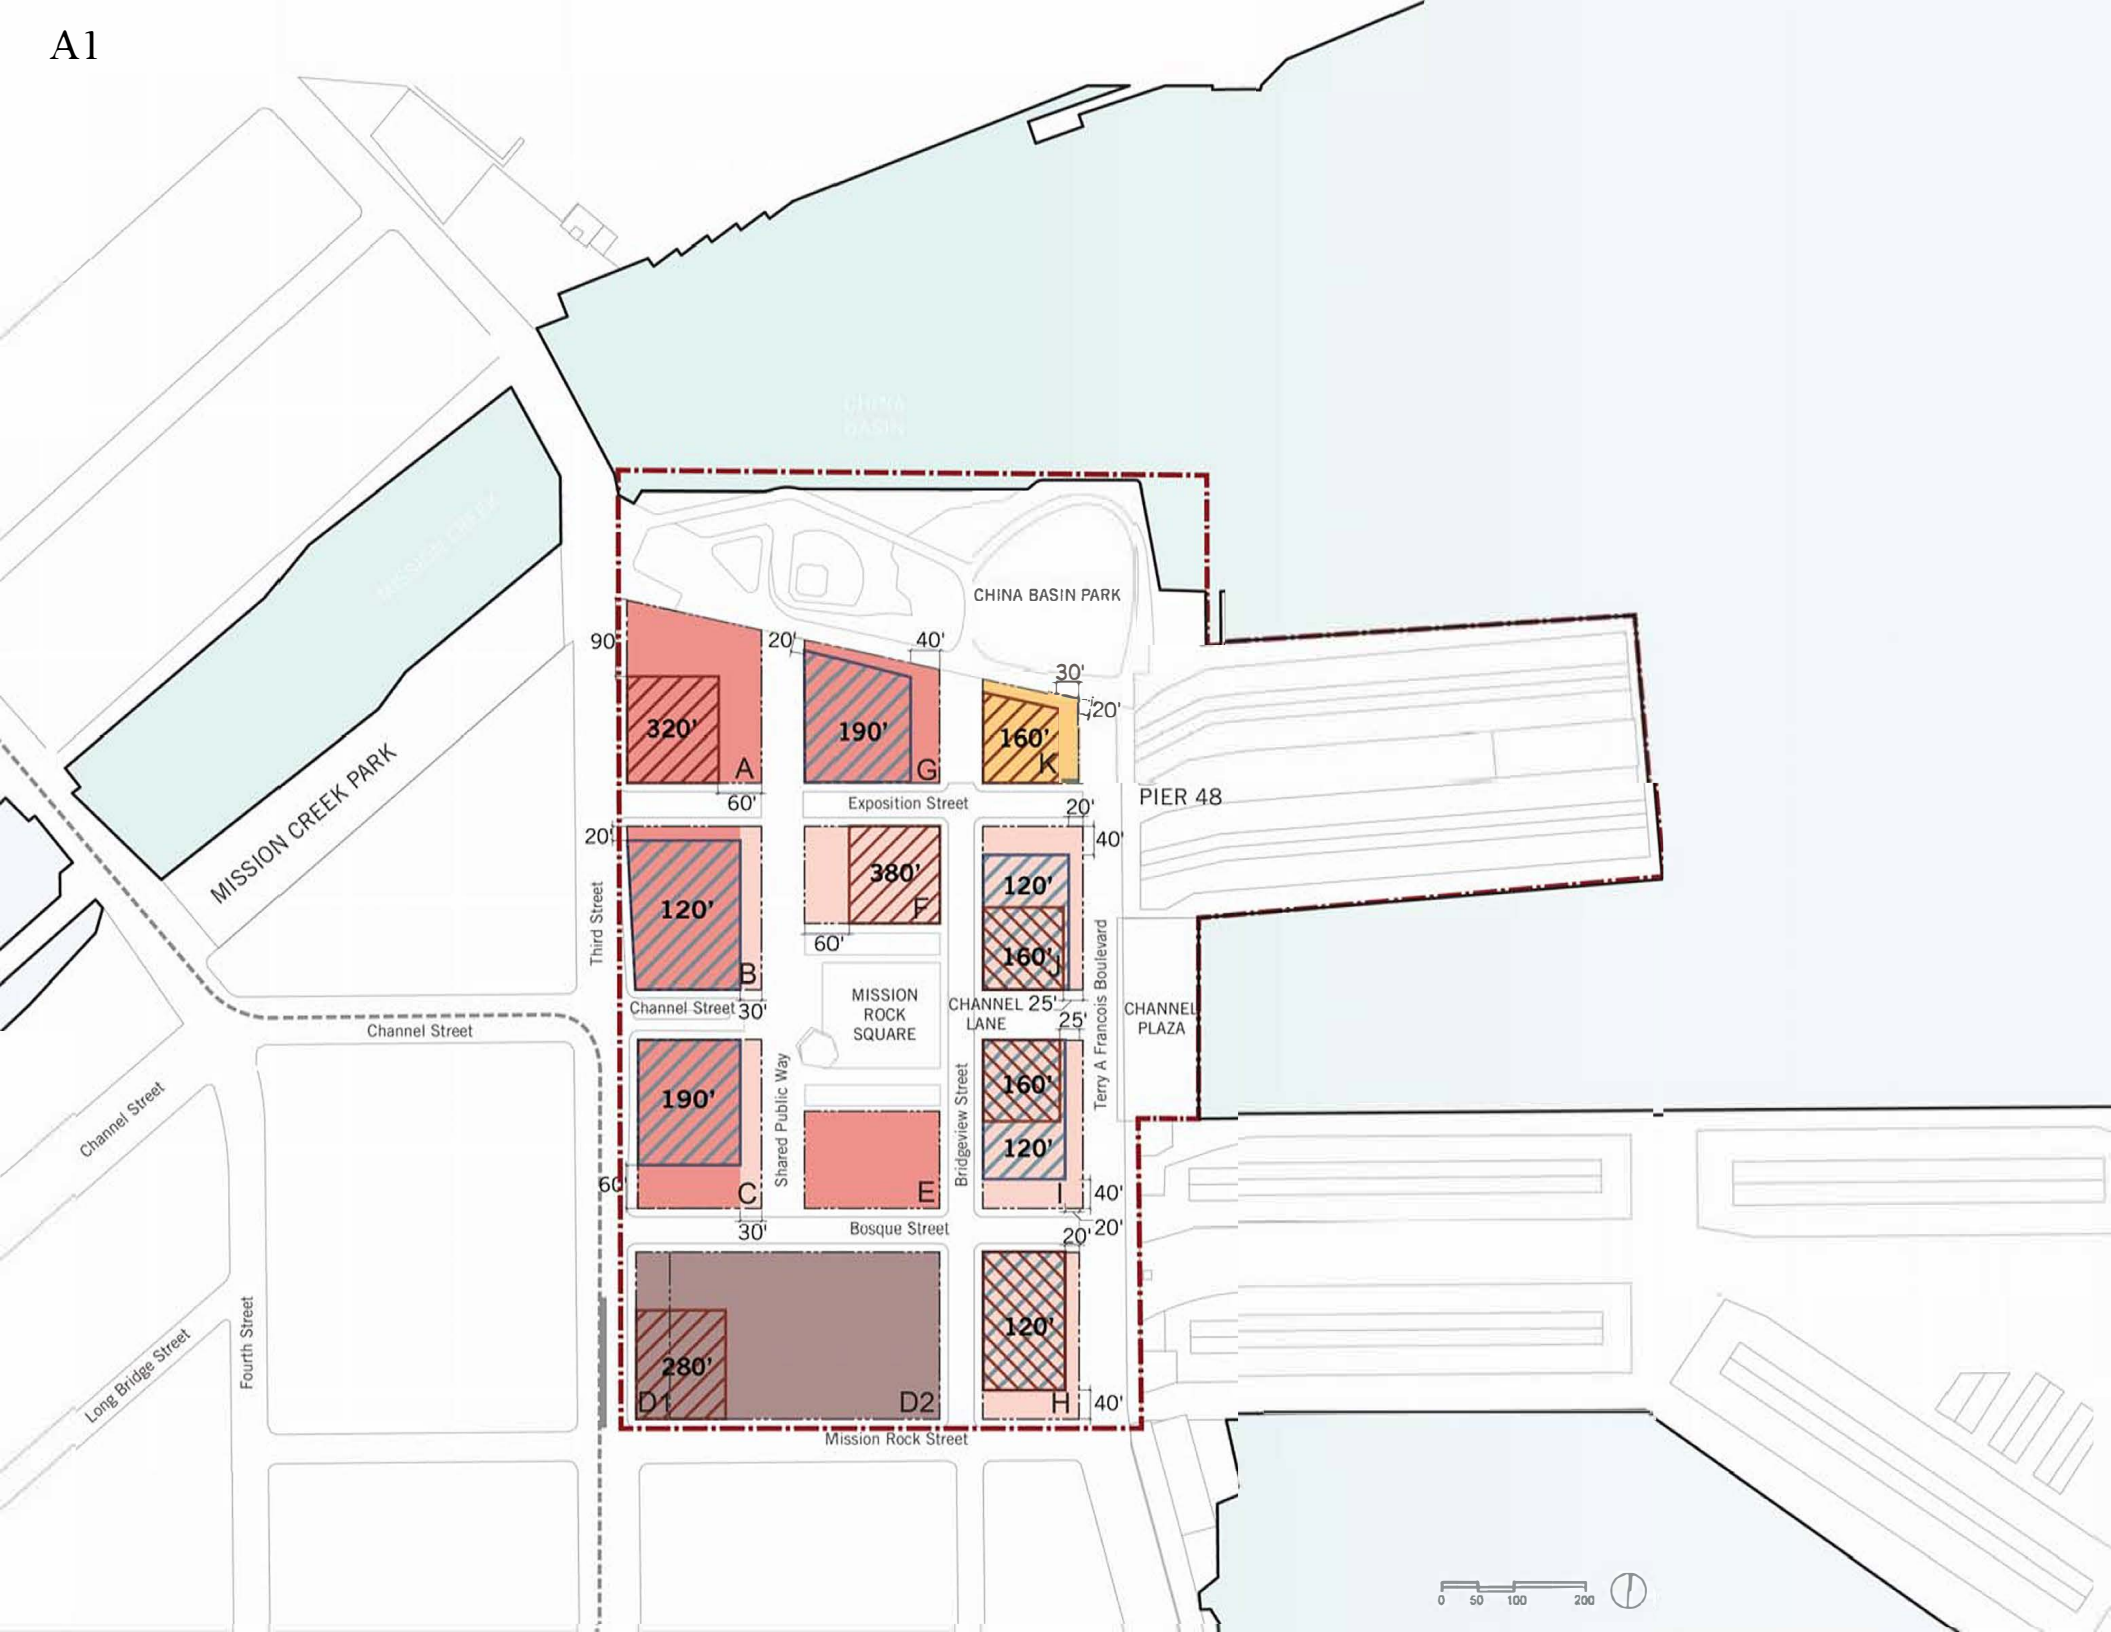 A1
CHINA
BASIN
MISSION CREEK
CHINA BASIN PARK
90'
20'
40'
30'
20'
320'
190'
160'
A
G
K
60'
Exposition Street
PIER 48
20'
MISSION CREEK PARK
20'
40'
380'
120'
120'
F
Third Street
60'
160'
J
B
Terry A Francois Boulevard
MISSION
ROCK
SQUARE
Channel Street
30'
CHANNEL
LANE
25'
25'
CHANNEL
PLAZA
Channel Street
190'
160'
Shared Public Way
Bridgeview Street
Channel Street
120'
60'
C
E
I
40'
20'
30'
Bosque Street
20'
Fourth Street
Long Bridge Street
120'
280'
D1
D2
H
40'
Mission Rock Street
0 50 100 200